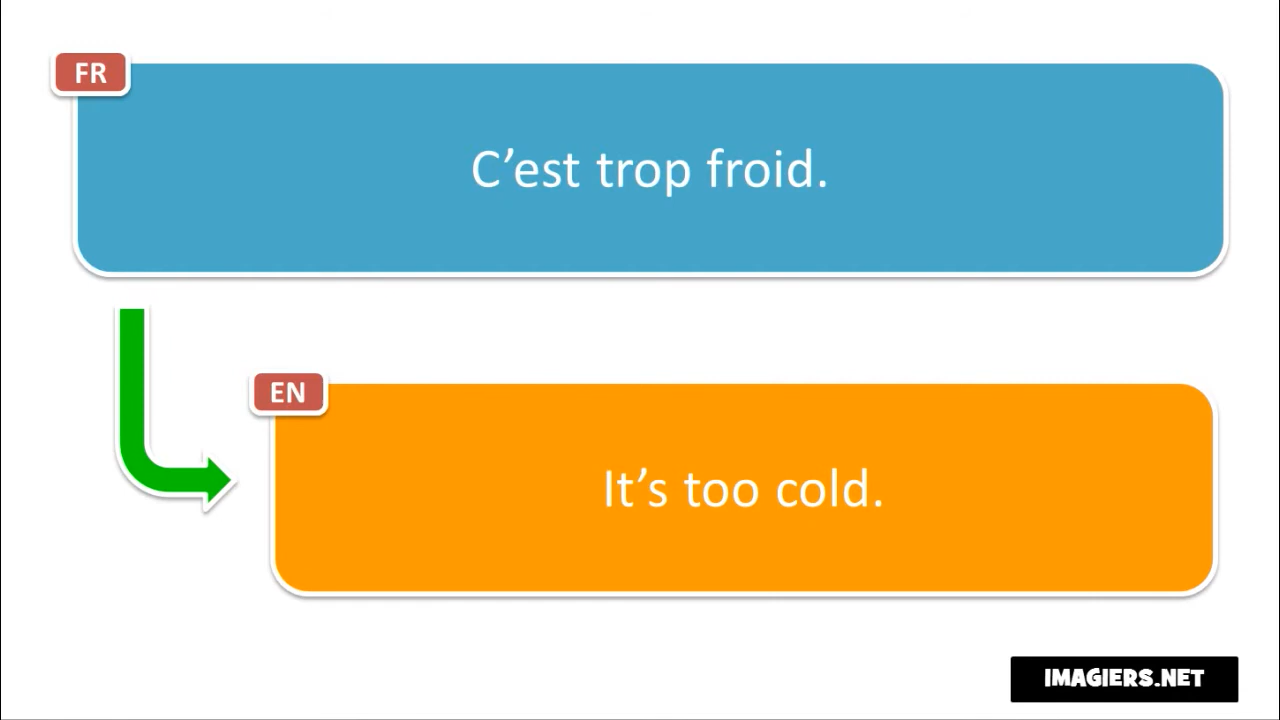 FR
C’est trop froid.
EN
It’s too cold.
IMAGIERS.NET